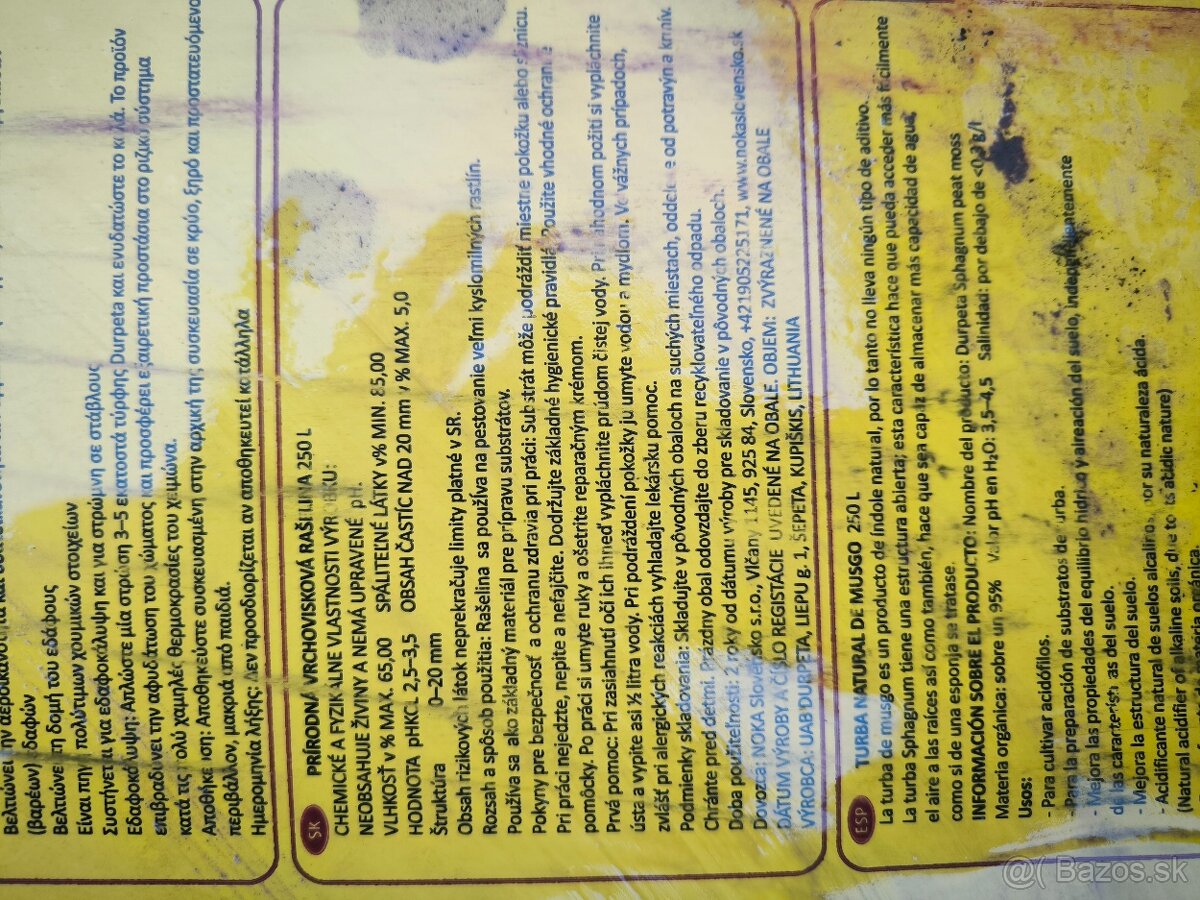 Βελτιώνει την
(βαρέων) εδαφών
Βελτιώνει τη δομή του εδάφους
Είναι πηγή πολύτιμων χουμικών στοιχείων
Συστήνεται για εδαφοκάλυψη και για στρώμνη σε στάβλους
Εδαφοκάλυψη: Απλώστε μία στρώση 3–5 εκατοστά τύρφης Durpeta και ενυδατώστε το κιλά. Το προϊόν
επιβραδύνει την αφυδάτωση του χώματος και προσφέρει εξαιρετική προστάσια στο ριζικό σύστημα
κατά τις πολύ χαμηλές θερμοκρασίες του χειμώνα.
Αποθήκευση: Αποθηκεύστε συσκευασμένη στην αρχική της συσκευασία σε κρύο, ξηρό και προστατευόμενο
περιβάλλον, μακριά από παιδιά.
Ημερομηνία λήξης: Δεν προσδιορίζεται αν αποθηκευτεί κατάλληλα
SK PRÍRODNÁ VRCHOVISKOVÁ RAŠELINA 250 L
CHEMICKÉ A FYZIKÁLNE VLASTNOSTI VÝROBKU:
NEOBSAHUJE ŽIVINY A NEMÁ UPRAVENÉ pH.
VLHKOSŤ v % MAX. 65,00 SPÁLITEĽNÉ LÁTKY v% MIN. 85,00
HODNOTA pHKCL 2,5–3,5 OBSAH ČASTÍC NAD 20 mm v % MAX. 5,0
Štruktúra 0–20 mm
Obsah rizikových látok neprekračuje limity platné v SR.
Rozsah a spôsob použitia: Rašelina sa používa na pestovanie veľmi kyslomilných rastlín.
Používa sa ako základný materiál pre prípravu substrátov.
Pokyny pre bezpečnosť a ochranu zdravia pri práci: Substrát môže podráždiť miestne pokožku alebo sliznicu.
Pri práci nejedzte, nepite a nefajčite. Dodržujte základné hygienické pravidlá. Použite vhodné ochranné
pomôcky. Po práci si umyte ruky a ošetrite reparačným krémom.
Prvá pomoc: Pri zasiahnutí očí ich ihneď vypláchnite prúdom čistej vody. Pri náhodnom požití si vypláchnite
ústa a vypite asi ½ litra vody. Pri podráždení pokožky ju umyte vodou a mydlom. Vo vážnych prípadoch,
zvlášť pri alergických reakciách vyhľadajte lekársku pomoc.
Podmienky skladovania: Skladujte v pôvodných obaloch na suchých miestach, oddelene od potravín a krmív.
Chráňte pred deťmi. Prázdny obal odovzdajte do zberu recyklovateľného odpadu.
Doba použiteľnosti: 2 roky od dátumu výroby pre skladovanie v pôvodných obaloch.
Dovoza: NOKA Slovensko s.r.o., Vlčany 1145, 925 84, Slovensko, +421905225171, www.nokaslovensko.sk
DÁTUM VÝROBY A ČÍSLO REGISTÁCIE UVEDENÉ NA OBALE. OBJEM: ZVÝRAZNENÉ NA OBALE
VÝROBCA - UAB DURPETA, LIEPU g. 1, ŠEPETA, KUPIŠKIS, LITHUANIA
ESP TURBA NATURAL DE MUSGO 250 L
La turba de musgo es un producto de índole natural, por lo tanto no lleva ningún tipo de aditivo.
La turba Sphagnum tiene una estructura abierta; esta característica hace que pueda acceder más fácilmente
el aire a las raíces así como también, hace que sea capaz de almacenar más capacidad de agua,
como si de una esponja se tratase.
INFORMACIÓN SOBRE EL PRODUCTO: Nombre del producto: Durpeta Sphagnum peat moss
Materia orgánica: sobre un 95% Valor pH en H2O: 3,5–4,5 Salinidad: por debajo de <0,3 g/l
Usos:
- Para cultivar acidófilos.
- Para la preparación de substratos de turba.
- Mejora las propiedades del equilibrio hídrico y aireación del suelo, independientemente
de las características del suelo.
- Mejora la estructura del suelo.
- Acidificante natural de suelos alcalinos por su naturaleza ácida.
(Natural acidifier of alkaline soils, due to its acidic nature)
@( Bazos.sk